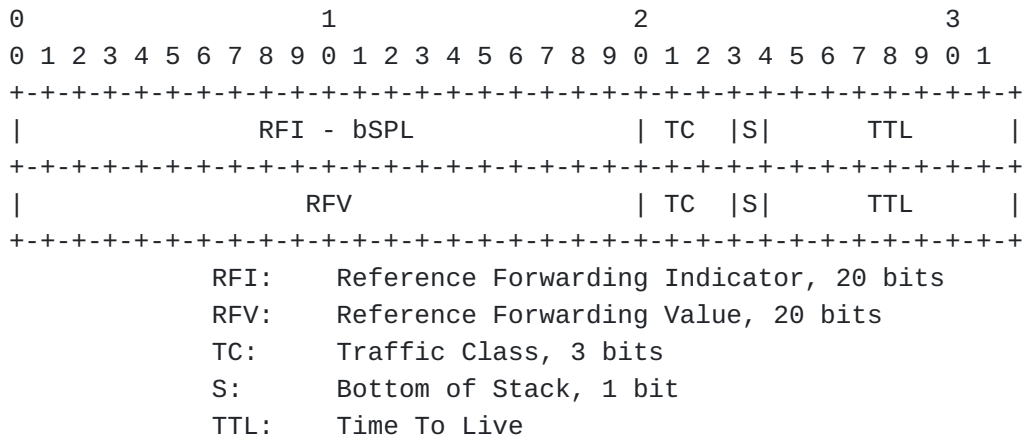 0                   1                   2                   3
0 1 2 3 4 5 6 7 8 9 0 1 2 3 4 5 6 7 8 9 0 1 2 3 4 5 6 7 8 9 0 1
+-+-+-+-+-+-+-+-+-+-+-+-+-+-+-+-+-+-+-+-+-+-+-+-+-+-+-+-+-+-+-+-+
|               RFI - bSPL              | TC  |S|      TTL      |
+-+-+-+-+-+-+-+-+-+-+-+-+-+-+-+-+-+-+-+-+-+-+-+-+-+-+-+-+-+-+-+-+
|                  RFV                  | TC  |S|      TTL      |
+-+-+-+-+-+-+-+-+-+-+-+-+-+-+-+-+-+-+-+-+-+-+-+-+-+-+-+-+-+-+-+-+
RFI:    Reference Forwarding Indicator, 20 bits
RFV:    Reference Forwarding Value, 20 bits
TC:     Traffic Class, 3 bits
S:      Bottom of Stack, 1 bit
TTL:    Time To Live